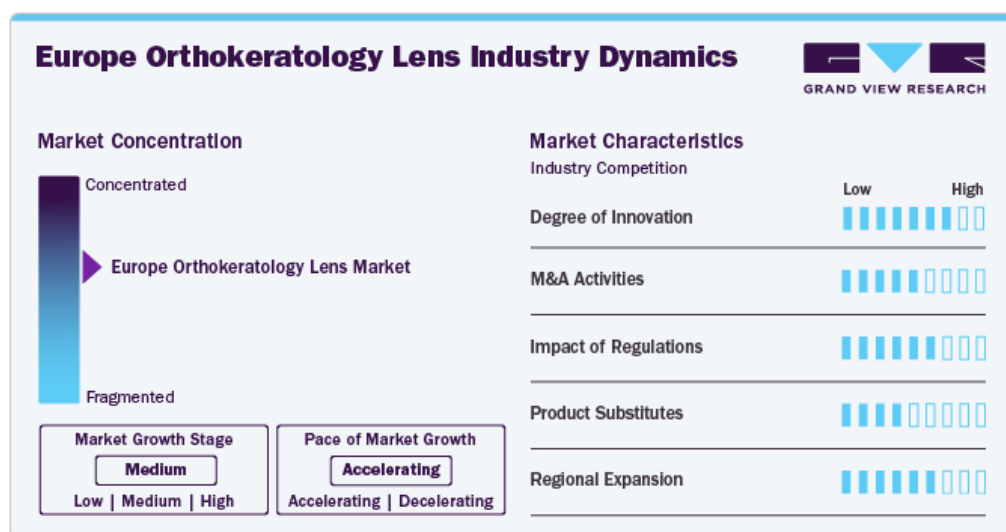 Europe Orthokeratology Lens Industry Dynamics
GRAND VIEW RESEARCH
Market Concentration
Concentrated
Europe Orthokeratology Lens Market
Fragmented
Market Growth Stage
Medium
Low | Medium | High
Pace of Market Growth
Accelerating
Accelerating | Decelerating
Market Characteristics
Industry Competition
Low High
Degree of Innovation
M&A Activities
Impact of Regulations
Product Substitutes
Regional Expansion